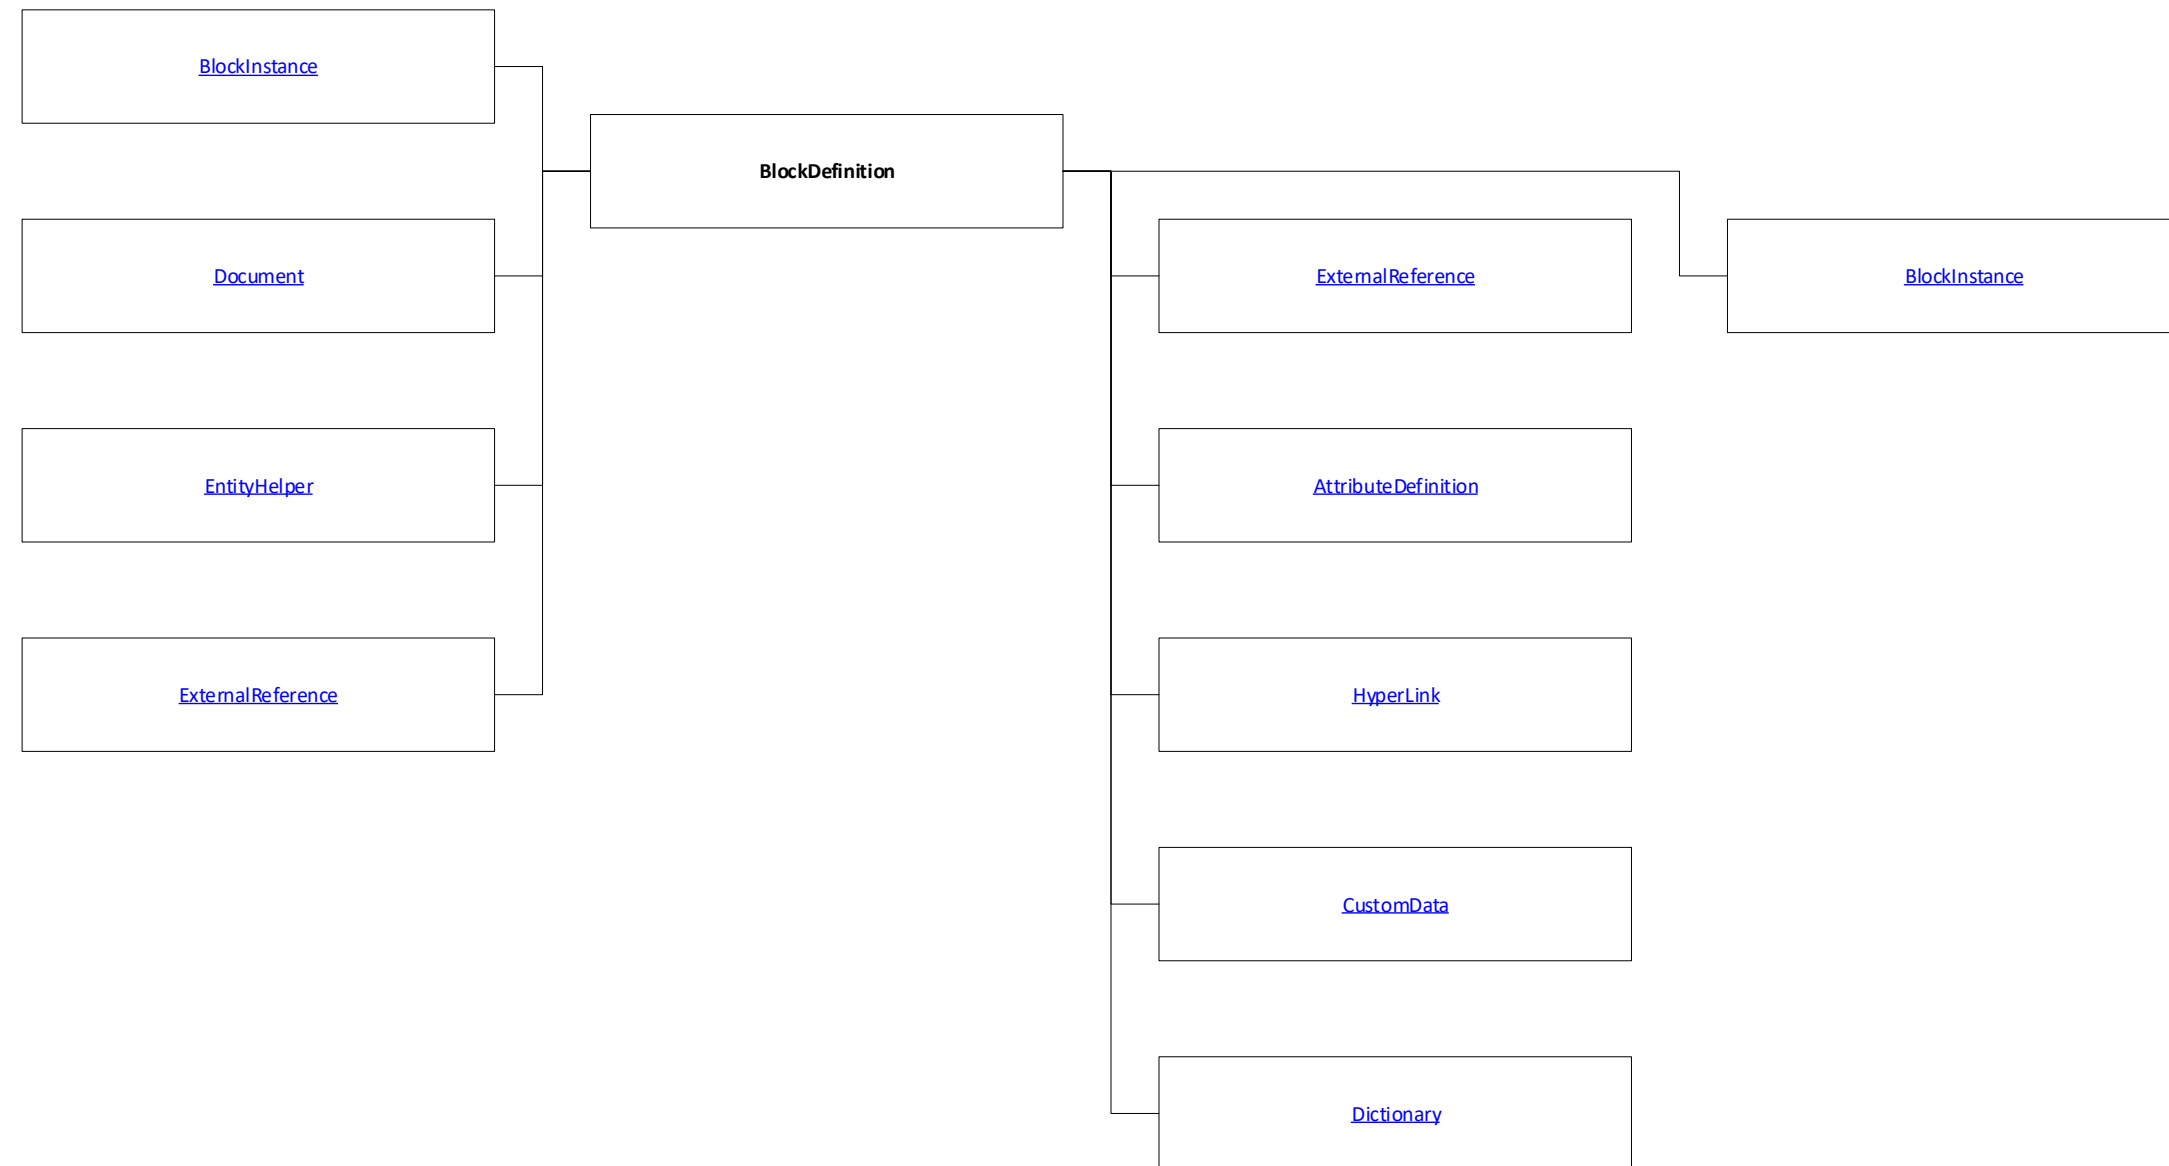 BlockInstance
BlockDefinition
Document
ExternalReference
BlockInstance
EntityHelper
AttributeDefinition
ExternalReference
HyperLink
CustomData
Dictionary